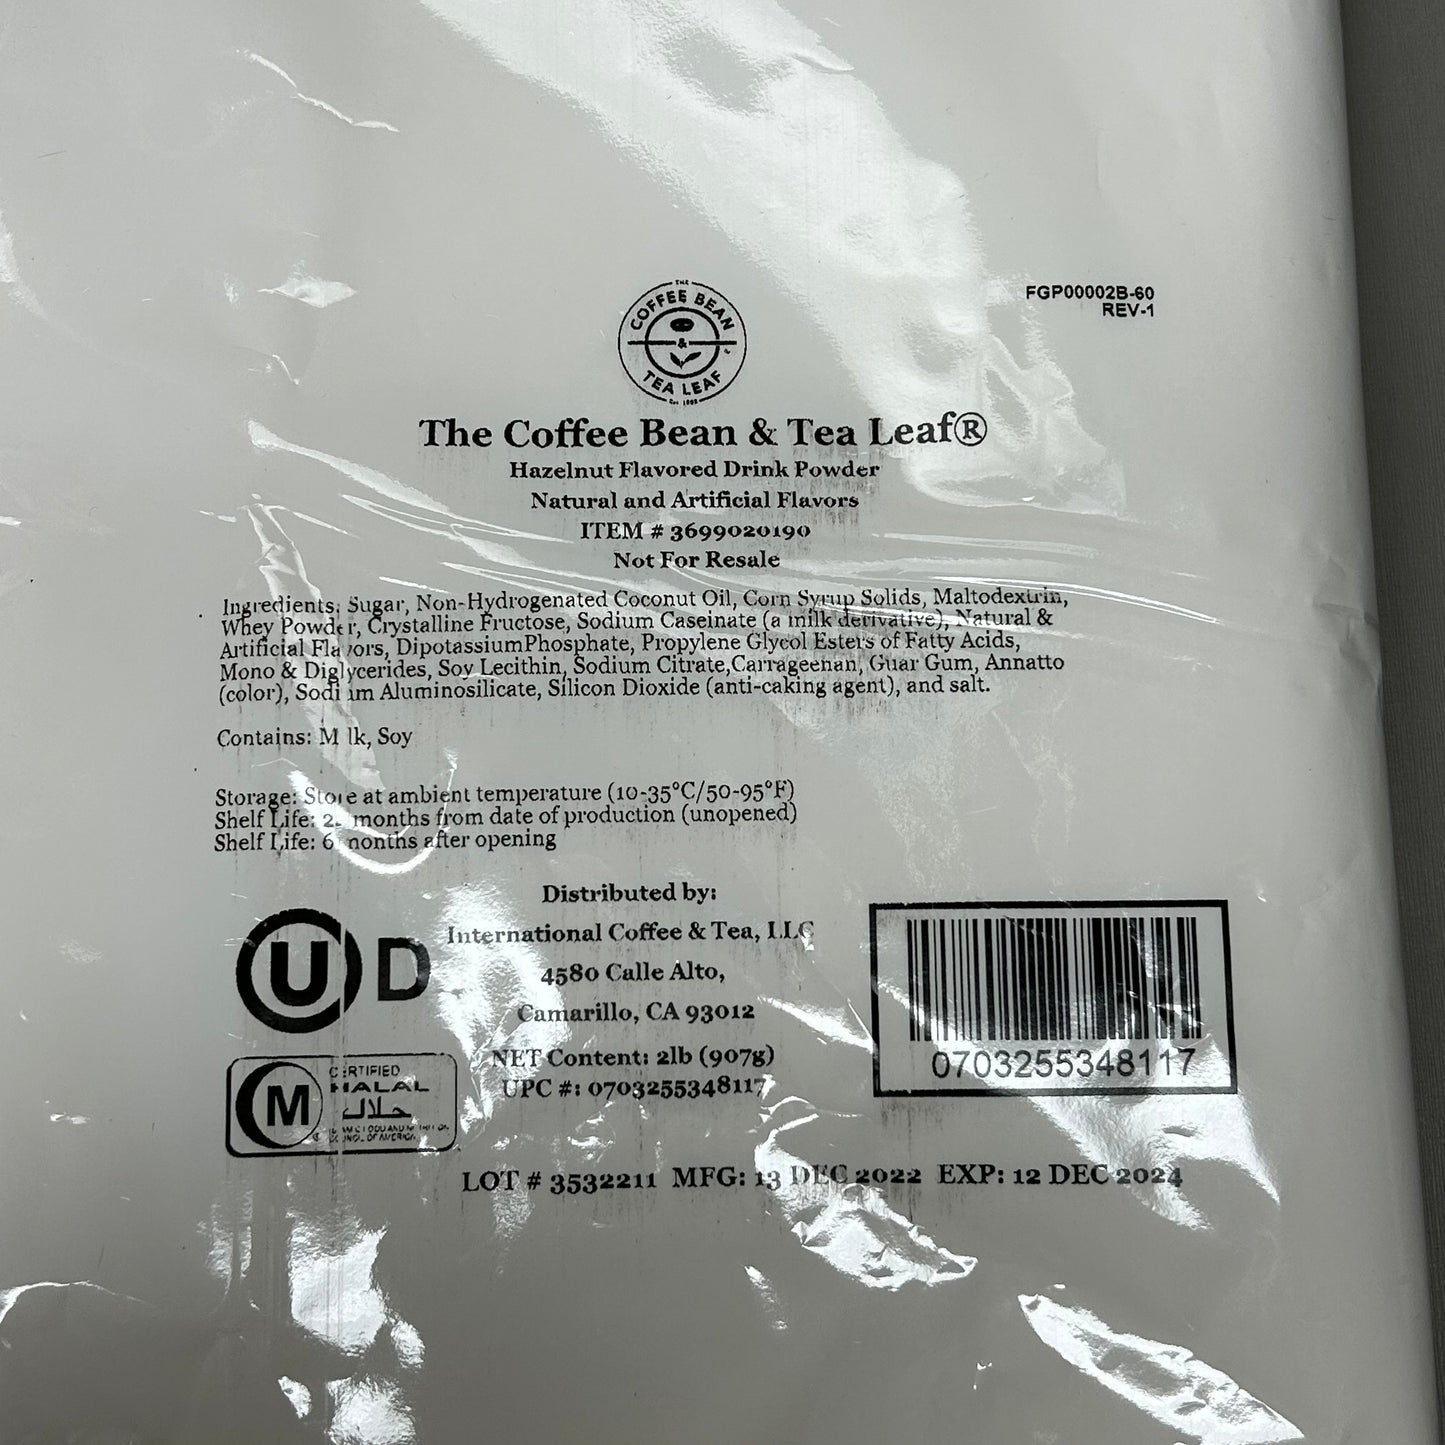 THE
COFFEE BEAN
&
TEA LEAF
FGP00002B-60
REV-1
The Coffee Bean & Tea Leaf®
Hazelnut Flavored Drink Powder
Natural and Artificial Flavors
ITEM # 3699020190
Not For Resale
Ingredients: Sugar, Non-Hydrogenated Coconut Oil, Corn Syrup Solids, Maltodextrin,
Whey Powder, Crystalline Fructose, Sodium Caseinate (a milk derivative), Natural &
Artificial Flavors, DipotassiumPhosphate, Propylene Glycol Esters of Fatty Acids,
Mono & Diglycerides, Soy Lecithin, Sodium Citrate,Carrageenan, Guar Gum, Annatto
(color), Sodium Aluminosilicate, Silicon Dioxide (anti-caking agent), and salt.
Contains: Milk, Soy
Storage: Store at ambient temperature (10-35°C/50-95°F)
Shelf Life: months from date of production (unopened)
Shelf Life: 6 months after opening
Distributed by:
International Coffee & Tea, LLC
4580 Calle Alto,
Camarillo, CA 93012
NET Content: 2lb (907g)
UPC #: 0703255348117
U D
CERTIFIED
HALAL
حلال
M
0703255348117
LOT # 3532211 MFG: 13 DEC 2022 EXP: 12 DEC 2024